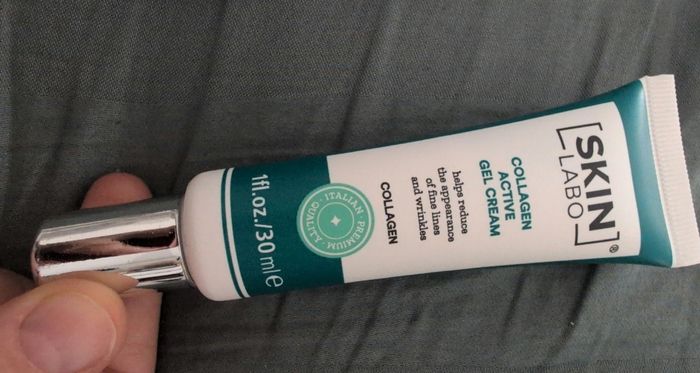 [SKIN
LABO]®
COLLAGEN
ACTIVE
GEL CREAM
helps reduce
the appearance
of fine lines
and wrinkles
COLLAGEN
· ITALIAN PREMIUM · QUALITY
1fl.oz./30 ml℮